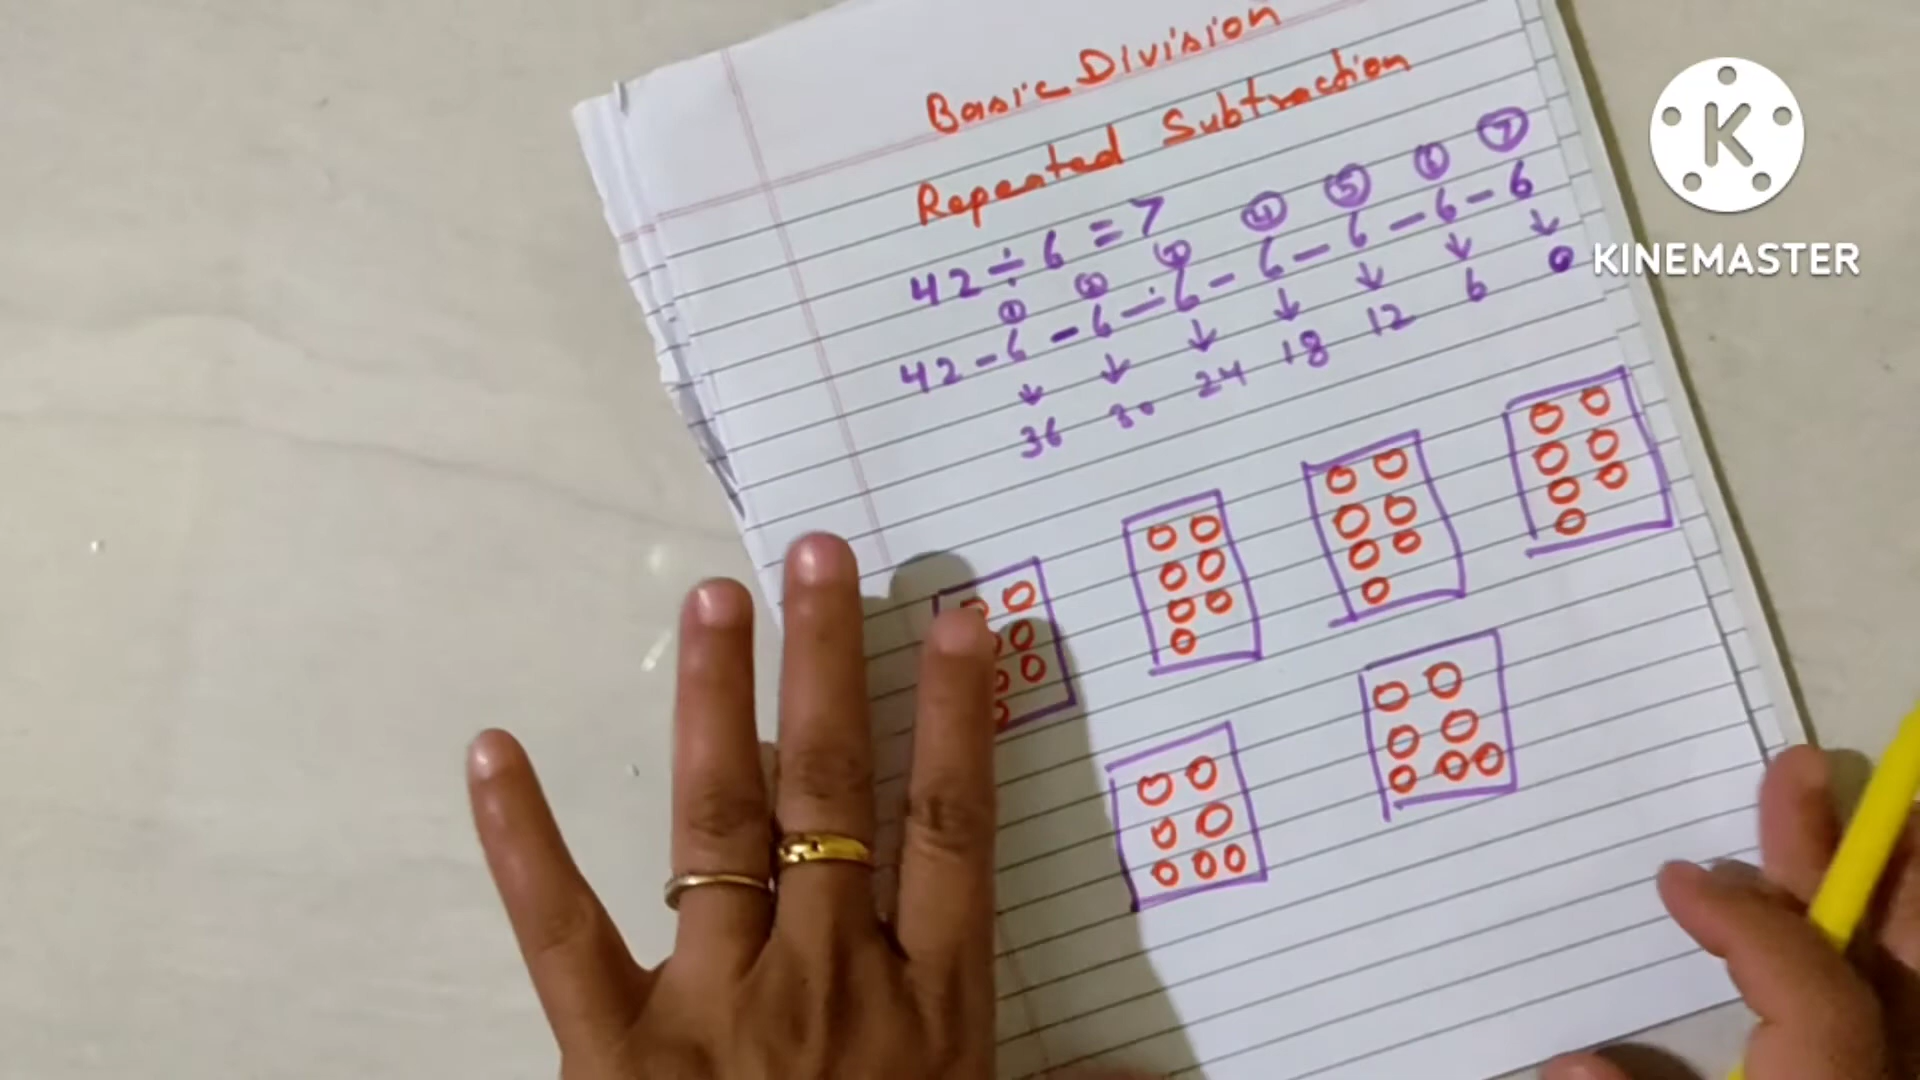 Basic Division
Repeated Subtraction
42 ÷ 6 = 7
① ② ③ ④ ⑤ ⑥ ⑦
42 - 6 - 6 - 6 - 6 - 6 - 6 - 6
↓ ↓ ↓ ↓ ↓ ↓ ↓
36 30 24 18 12 6 0
K
KINEMASTER